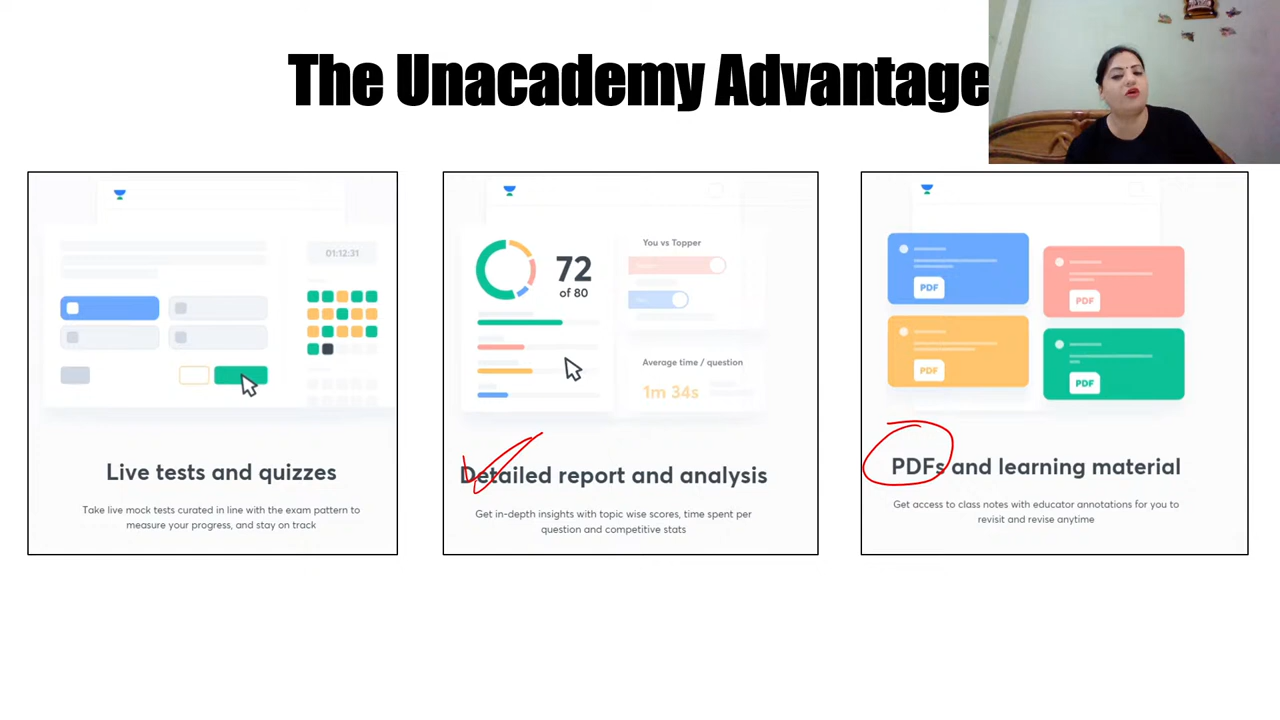 The Unacademy Advantage
01:12:31
Live tests and quizzes
Take live mock tests curated in line with the exam pattern to
measure your progress, and stay on track
72
of 80
You vs Topper
Average time / question
1m 34s
Detailed report and analysis
Get in-depth insights with topic wise scores, time spent per
question and competitive stats
PDF
PDF
PDF
PDF
PDFs and learning material
Get access to class notes with educator annotations for you to
revisit and revise anytime